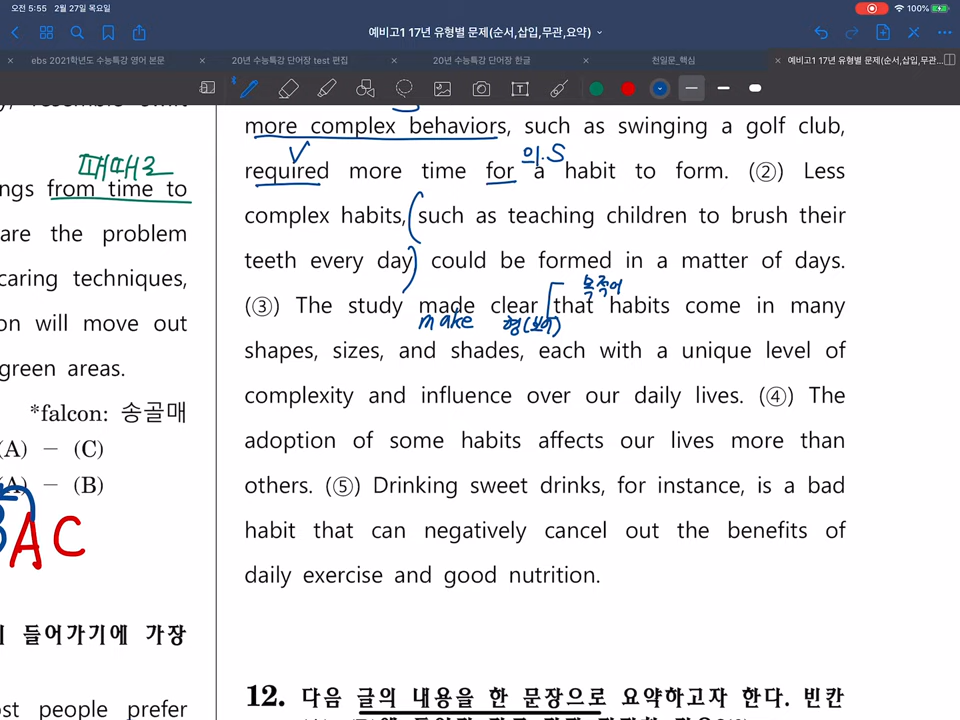 오전 5:55 2월 27일 목요일
100%
예비고1 17년 유형별 문제(순서,삽입,무관,요약)
ebs 2021학년도 수능특강 영어 본문
20년 수능특강 단어장 test 편집
20년 수능특강 단어장 한글
천일문_핵심
예비고1 17년 유형별 문제(순서,삽입,무관...
때때로
ngs from time to
are the problem
caring techniques,
on will move out
green areas.
*falcon: 송골매
(A) – (C)
(A) – (B)
A C
들어가기에 가장
st people prefer
more complex behaviors, such as swinging a golf club,
V 의.S
required more time for a habit to form. (②) Less
complex habits, (such as teaching children to brush their
teeth every day) could be formed in a matter of days.
목적어
(③) The study made clear [that habits come in many
make 형(보어)
shapes, sizes, and shades, each with a unique level of
complexity and influence over our daily lives. (④) The
adoption of some habits affects our lives more than
others. (⑤) Drinking sweet drinks, for instance, is a bad
habit that can negatively cancel out the benefits of
daily exercise and good nutrition.
12. 다음 글의 내용을 한 문장으로 요약하고자 한다. 빈칸